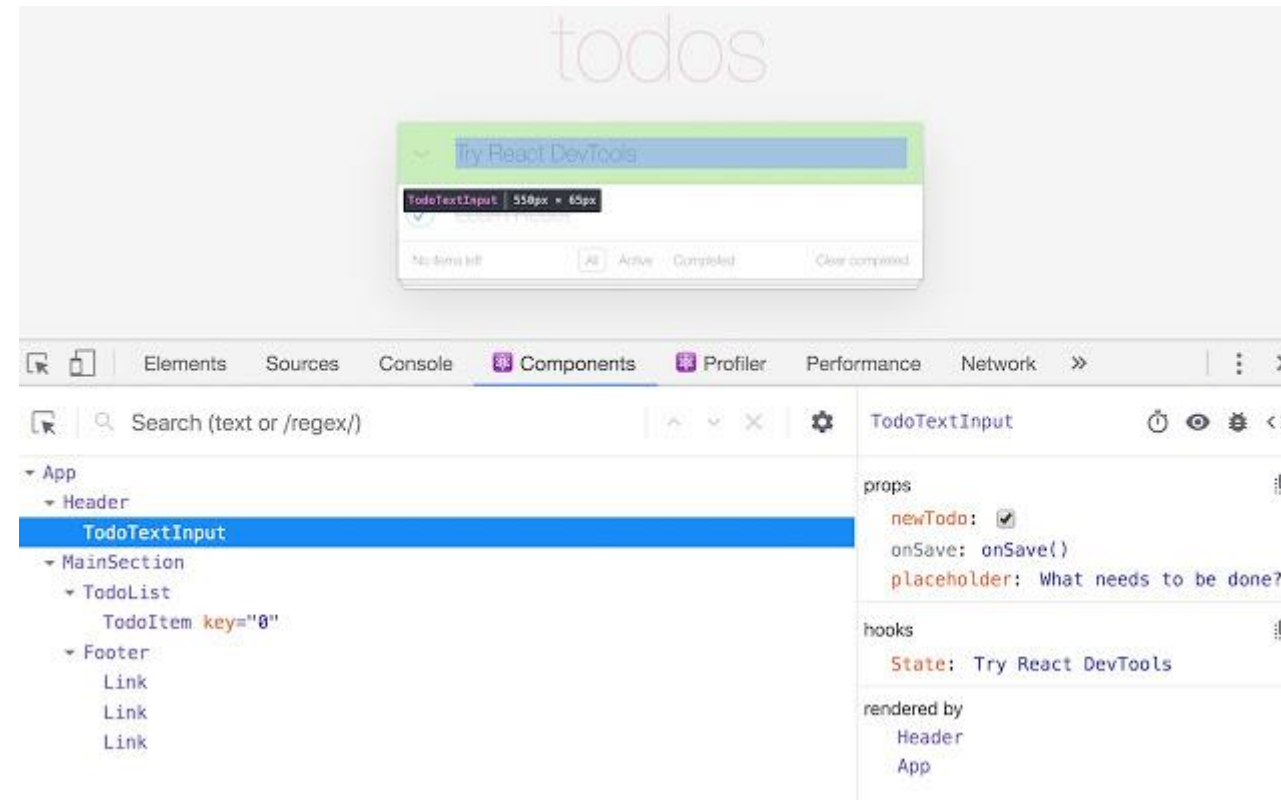 todos
Try React DevTools
TodoTextInput | 550px × 65px
No items left All Active Completed Clear completed
Elements Sources Console Components Profiler Performance Network »
Search (text or /regex/)
TodoTextInput
App
Header
TodoTextInput
MainSection
TodoList
TodoItem key="0"
Footer
Link
Link
Link
props
newTodo:
onSave: onSave()
placeholder: What needs to be done?
hooks
State: Try React DevTools
rendered by
Header
App